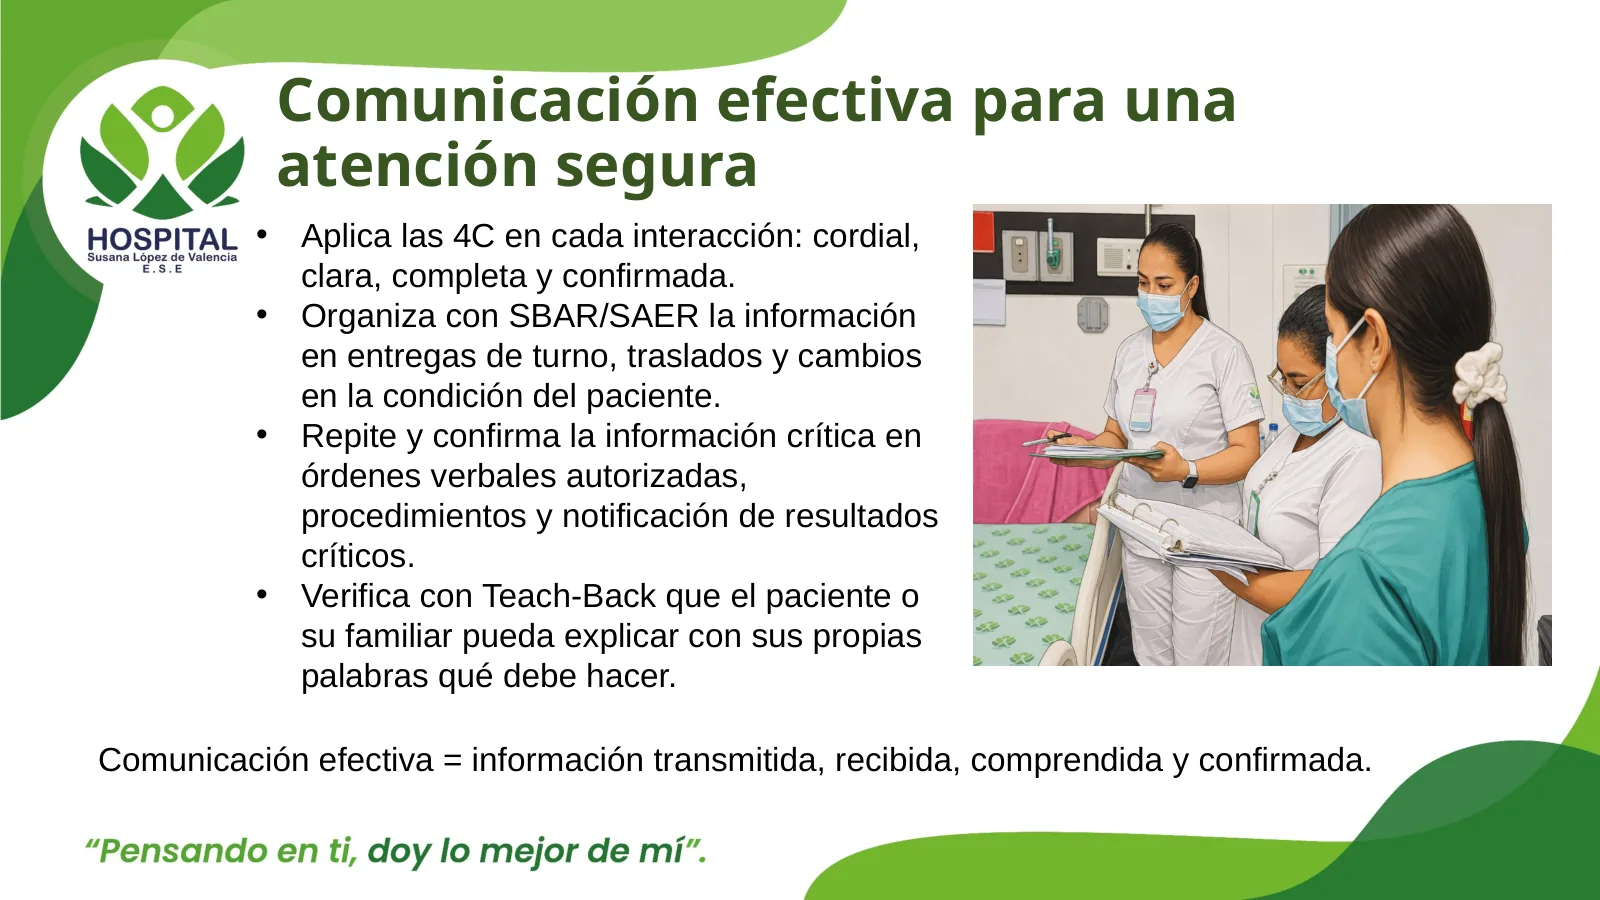 Comunicación efectiva para una
atención segura
HOSPITAL
Susana López de Valencia
E.S.E
• Aplica las 4C en cada interacción: cordial,
clara, completa y confirmada.
• Organiza con SBAR/SAER la información
en entregas de turno, traslados y cambios
en la condición del paciente.
• Repite y confirma la información crítica en
órdenes verbales autorizadas,
procedimientos y notificación de resultados
críticos.
• Verifica con Teach-Back que el paciente o
su familiar pueda explicar con sus propias
palabras qué debe hacer.
Comunicación efectiva = información transmitida, recibida, comprendida y confirmada.
“Pensando en ti, doy lo mejor de mí”.